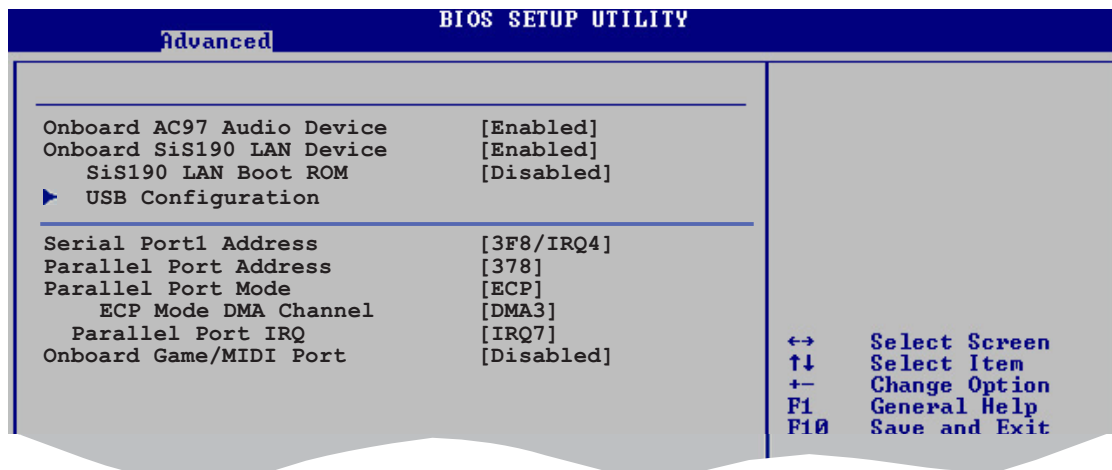 BIOS SETUP UTILITY
Advanced
Onboard AC97 Audio Device [Enabled]
Onboard SiS190 LAN Device [Enabled]
SiS190 LAN Boot ROM [Disabled]
USB Configuration
Serial Port1 Address [3F8/IRQ4]
Parallel Port Address [378]
Parallel Port Mode [ECP]
ECP Mode DMA Channel [DMA3]
Parallel Port IRQ [IRQ7]
Onboard Game/MIDI Port [Disabled]
←→ Select Screen
↑↓ Select Item
+- Change Option
F1 General Help
F10 Save and Exit